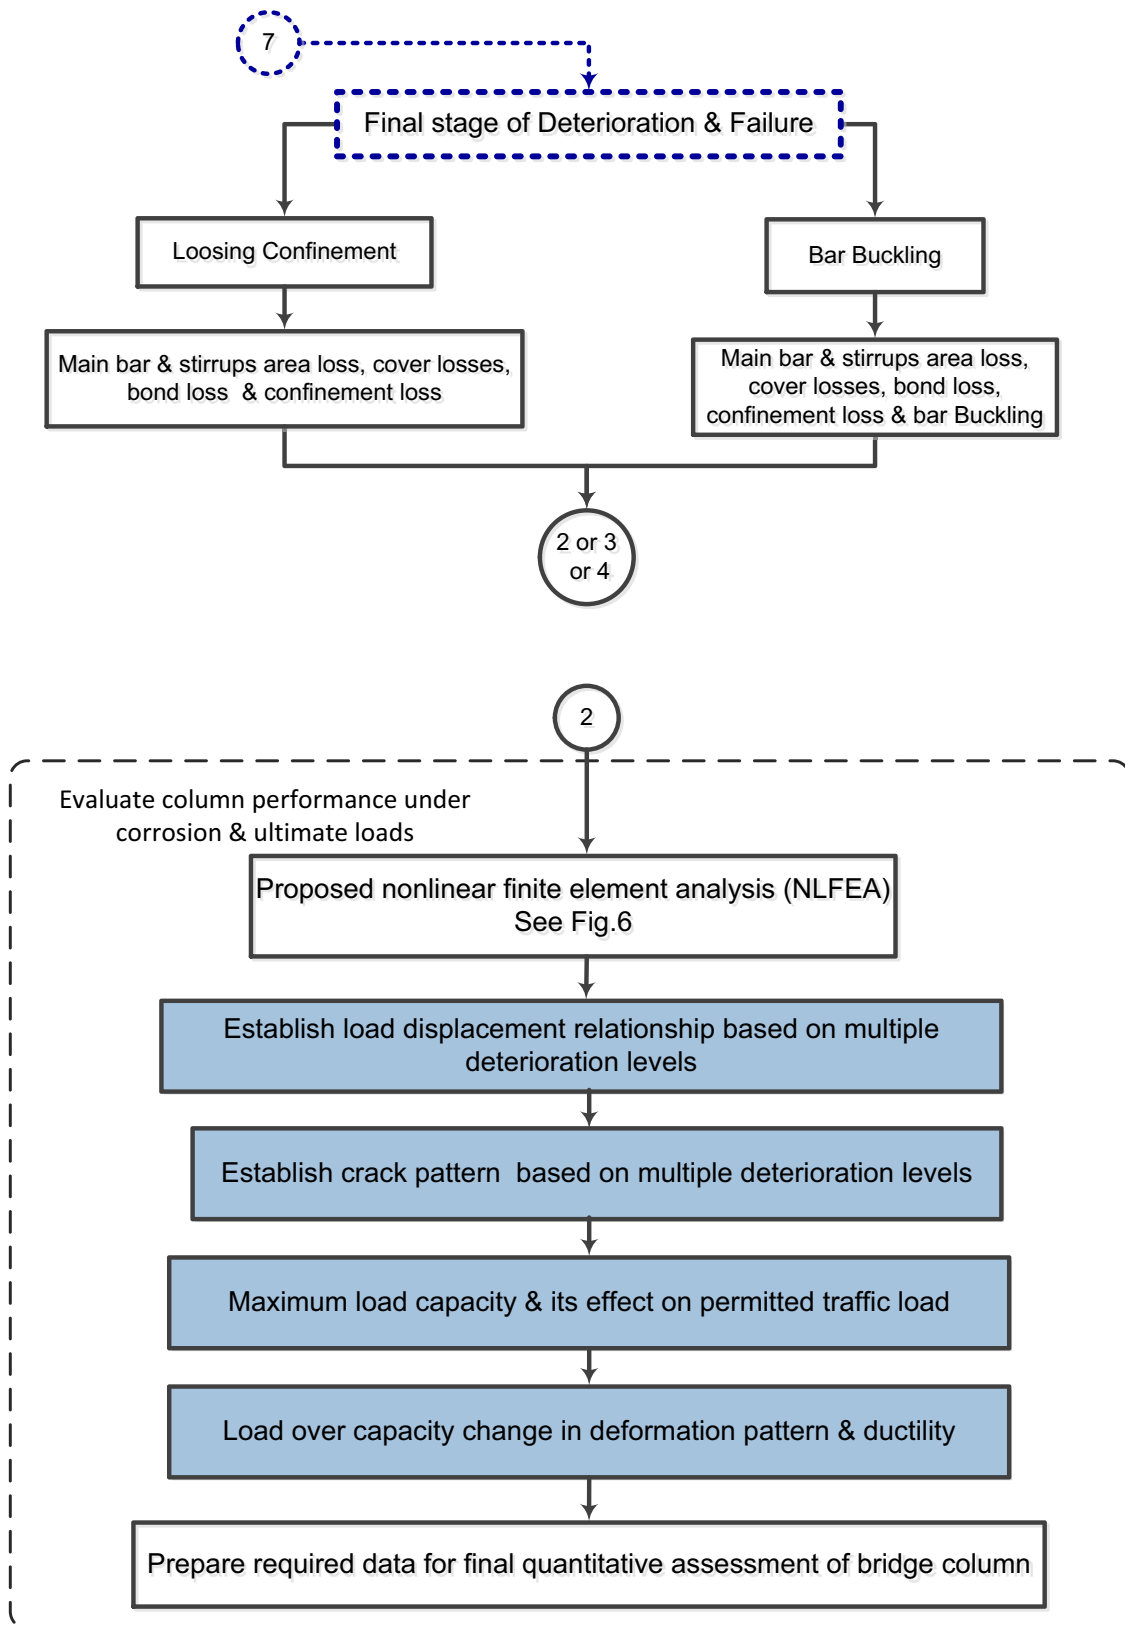 7
Final stage of Deterioration & Failure
Loosing Confinement
Bar Buckling
Main bar & stirrups area loss, cover losses,
bond loss & confinement loss
Main bar & stirrups area loss,
cover losses, bond loss,
confinement loss & bar Buckling
2 or 3
or 4
2
Evaluate column performance under
corrosion & ultimate loads
Proposed nonlinear finite element analysis (NLFEA)
See Fig.6
Establish load displacement relationship based on multiple
deterioration levels
Establish crack pattern based on multiple deterioration levels
Maximum load capacity & its effect on permitted traffic load
Load over capacity change in deformation pattern & ductility
Prepare required data for final quantitative assessment of bridge column